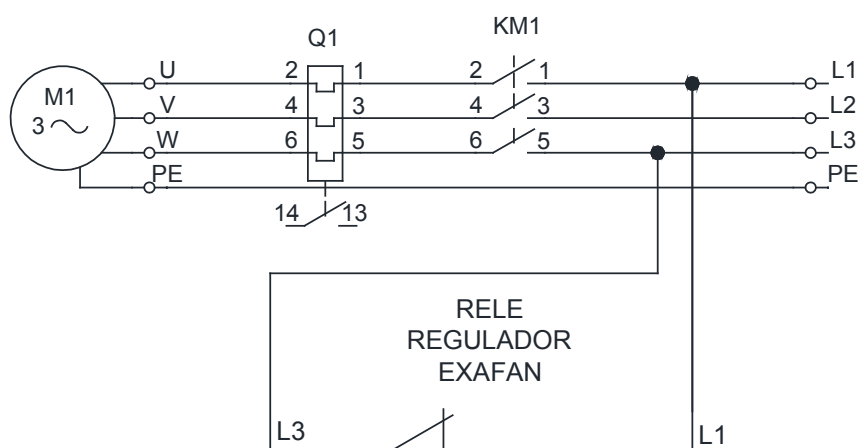 KM1
Q1
U 2 1 2 1 L1
M1
3
V 4 3 4 3 L2
W 6 5 6 5 L3
PE PE
14 13
RELE
REGULADOR
EXAFAN
L3 L1